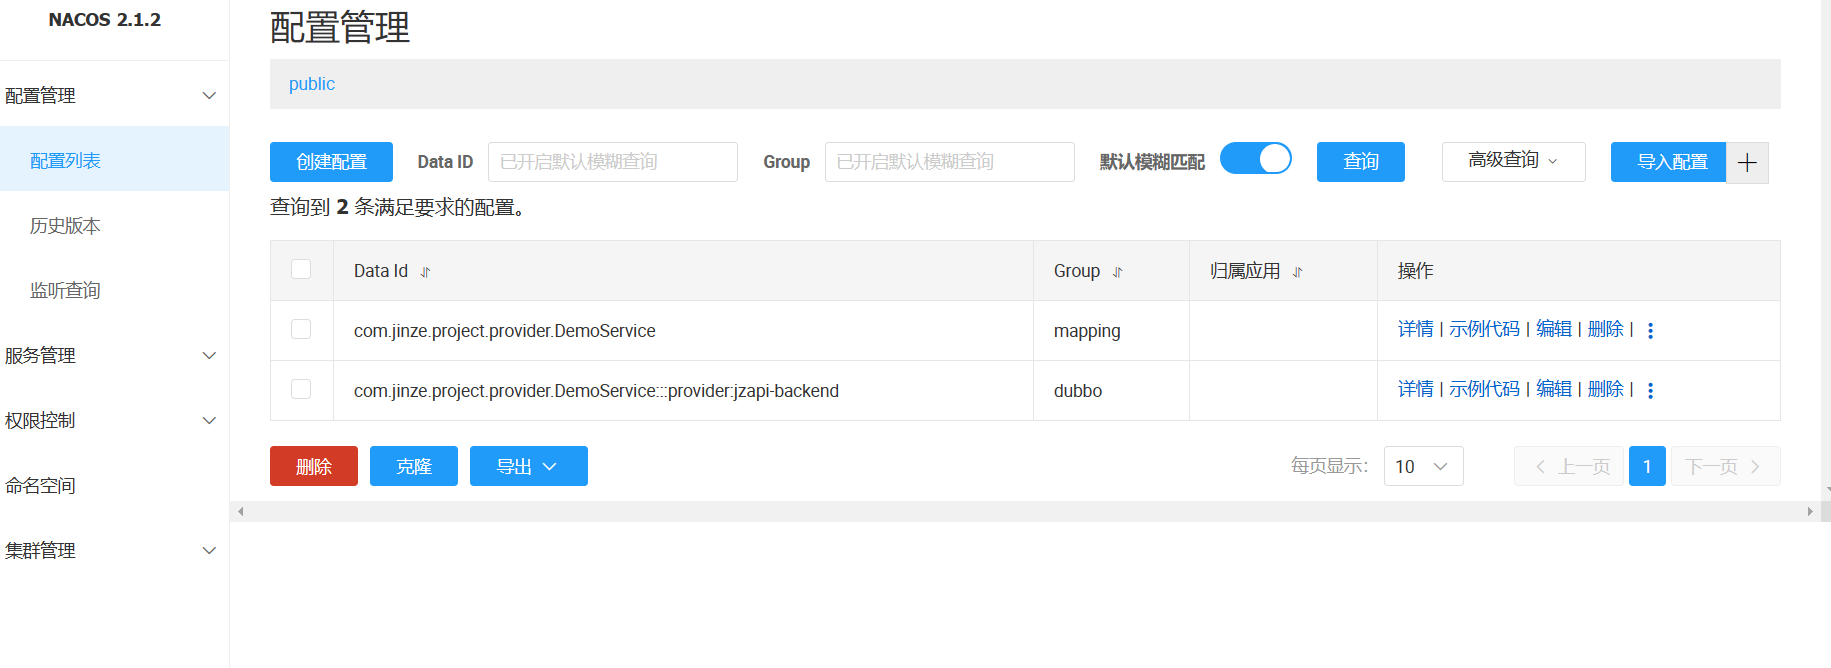 NACOS 2.1.2
配置管理
配置列表
历史版本
监听查询
服务管理
权限控制
命名空间
集群管理
配置管理
public
创建配置 Data ID 已开启默认模糊查询 Group 已开启默认模糊查询 默认模糊匹配 查询 高级查询 导入配置
查询到 2 条满足要求的配置。
Data Id Group 归属应用 操作
com.jinze.project.provider.DemoService mapping 详情 | 示例代码 | 编辑 | 删除 |
com.jinze.project.provider.DemoService:::provider:jzapi-backend dubbo 详情 | 示例代码 | 编辑 | 删除 |
删除 克隆 导出 每页显示: 10 上一页 1 下一页